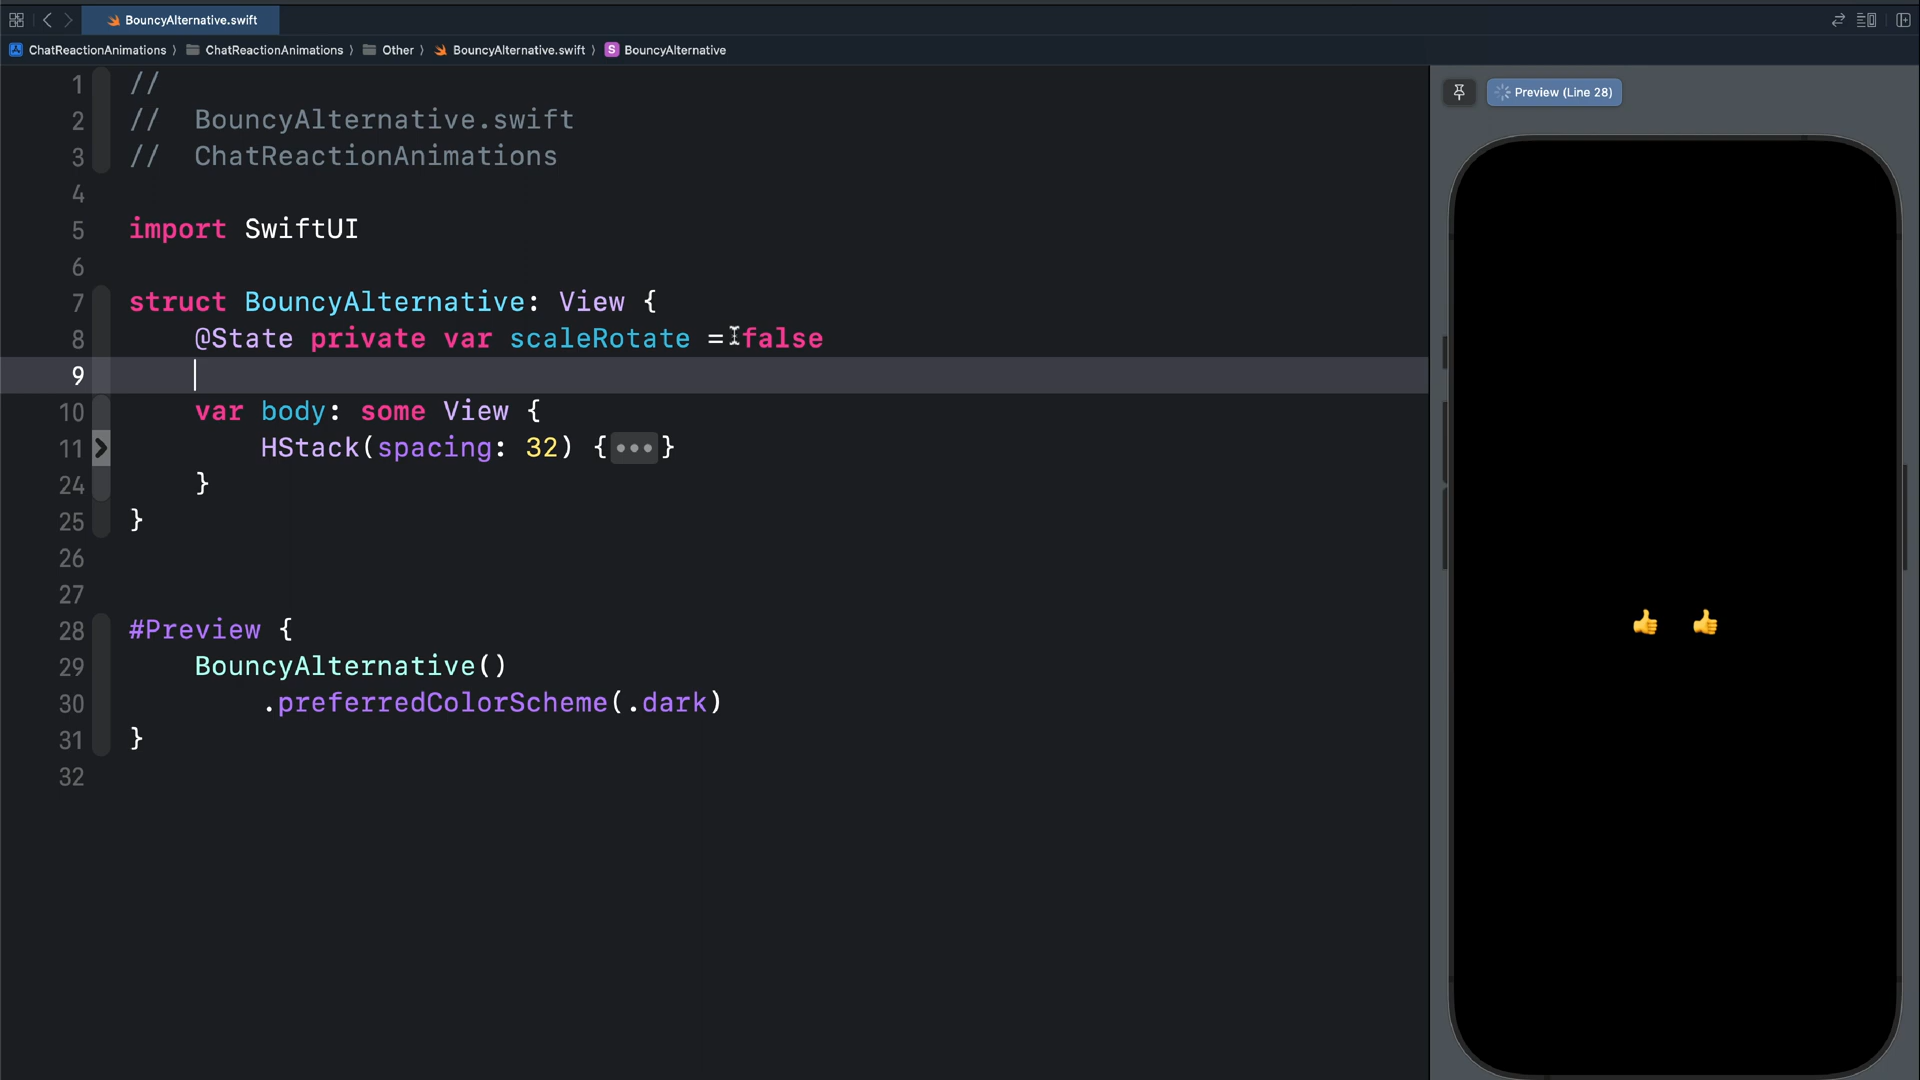 BouncyAlternative.swift
ChatReactionAnimations 〉 ChatReactionAnimations 〉 Other 〉 BouncyAlternative.swift 〉 S BouncyAlternative
1 //
2 //  BouncyAlternative.swift
3 //  ChatReactionAnimations
4
5 import SwiftUI
6
7 struct BouncyAlternative: View {
8     @State private var scaleRotate = false
9
10     var body: some View {
11         HStack(spacing: 32) {•••}
24     }
25 }
26
27
28 #Preview {
29     BouncyAlternative()
30         .preferredColorScheme(.dark)
31 }
32
Preview (Line 28)